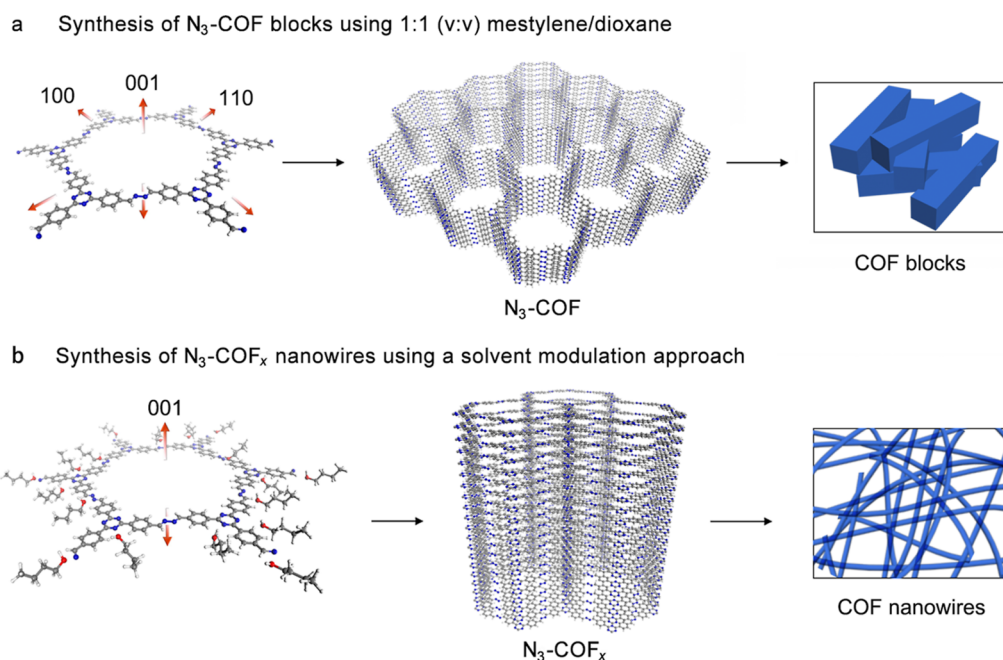 a Synthesis of N₃-COF blocks using 1:1 (v:v) mestylene/dioxane
001
100
110
COF blocks
N₃-COF
b Synthesis of N₃-COFₓ nanowires using a solvent modulation approach
001
COF nanowires
N₃-COFₓ